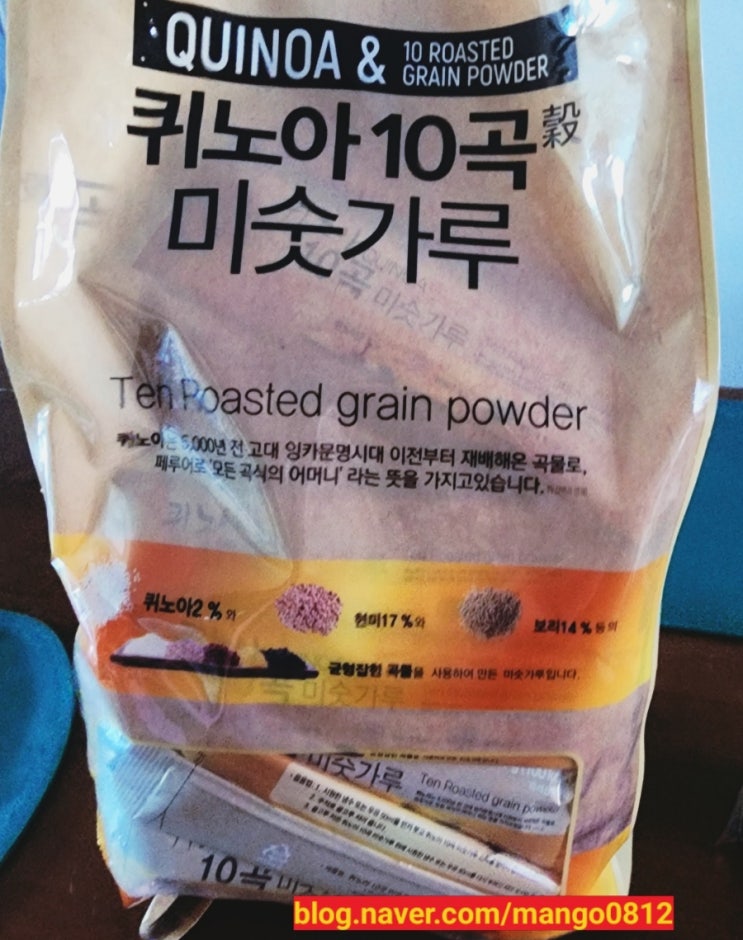 QUINOA & 10 ROASTED GRAIN POWDER
퀴노아 10곡 穀
미숫가루
Ten Roasted grain powder
퀴노아은 5,000년 전 고대 잉카문명시대 이전부터 재배해온 곡물로,
페루어로 '모든 곡식의 어머니' 라는 뜻을 가지고있습니다.
퀴노아2%와
현미17%와
보리14% 등의
균형잡힌 곡물을 사용하여 만든 미숫가루입니다.
미숫가루 Ten Roasted grain powder
10곡 미숫
blog.naver.com/mango0812